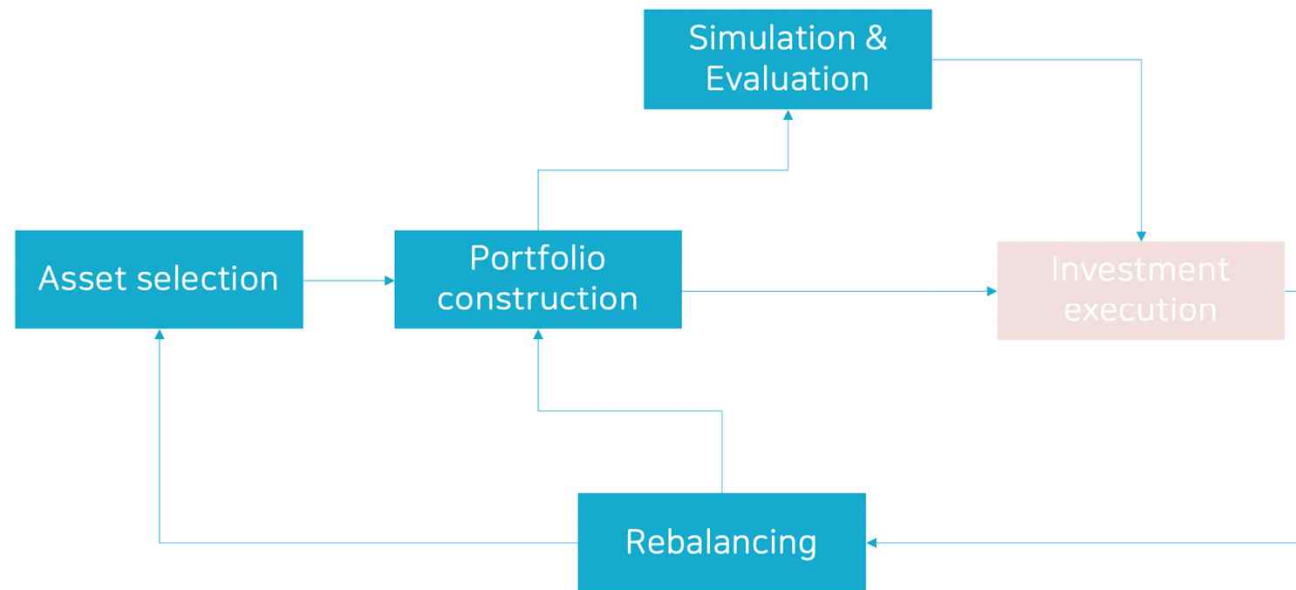 Simulation &
Evaluation
Asset selection
Portfolio
construction
Investment
execution
Rebalancing